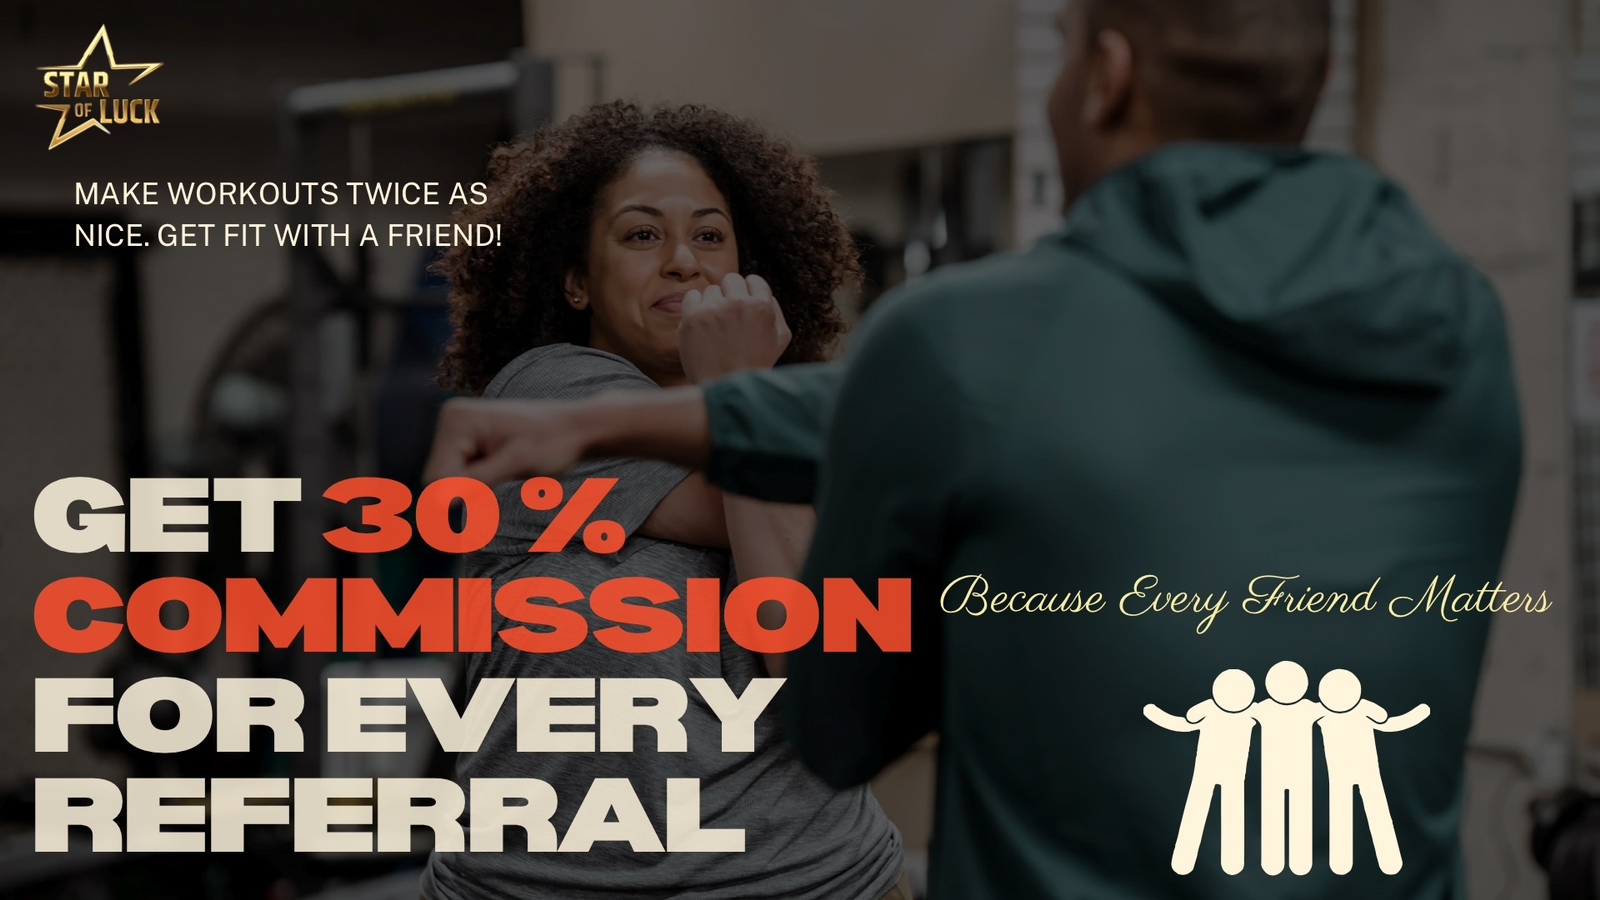 STAR
OF LUCK
MAKE WORKOUTS TWICE AS
NICE. GET FIT WITH A FRIEND!
GET 30%
COMMISSION
FOR EVERY
REFERRAL
Because Every Friend Matters